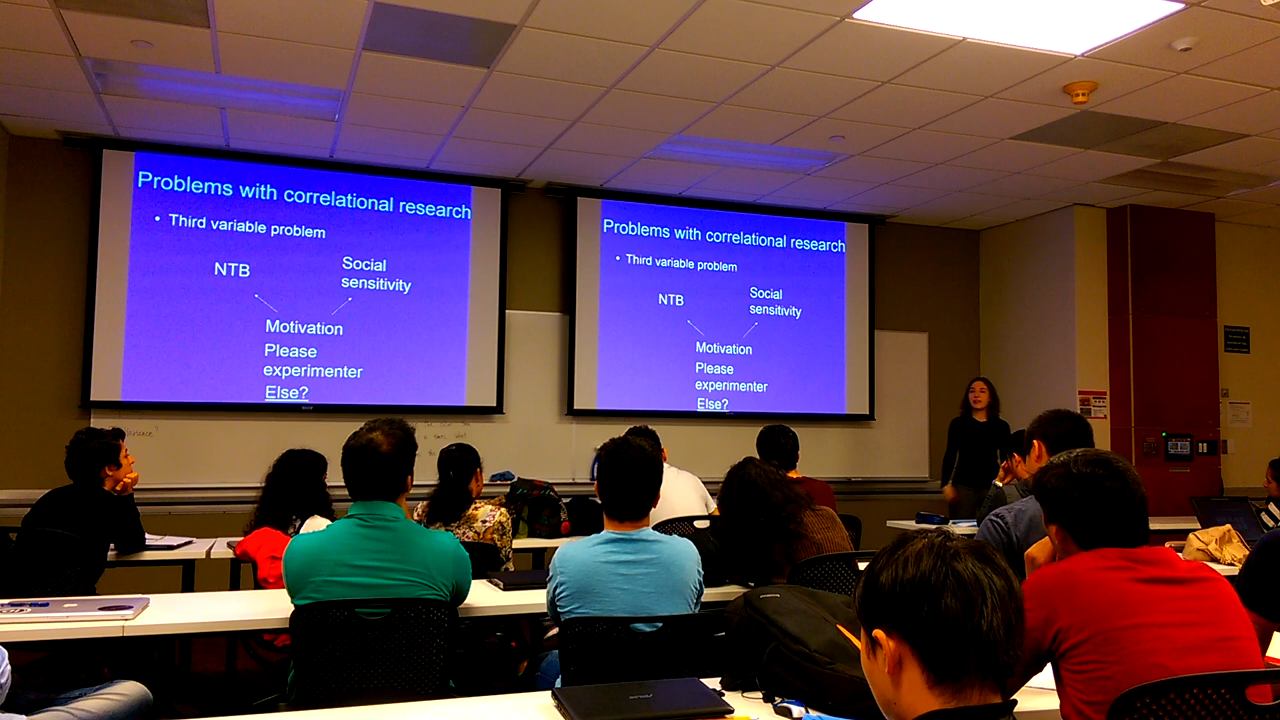 Problems with correlational research
• Third variable problem
NTB
Social
sensitivity
Motivation
Please
experimenter
Else?
Problems with correlational research
• Third variable problem
NTB
Social
sensitivity
Motivation
Please
experimenter
Else?
ASUS